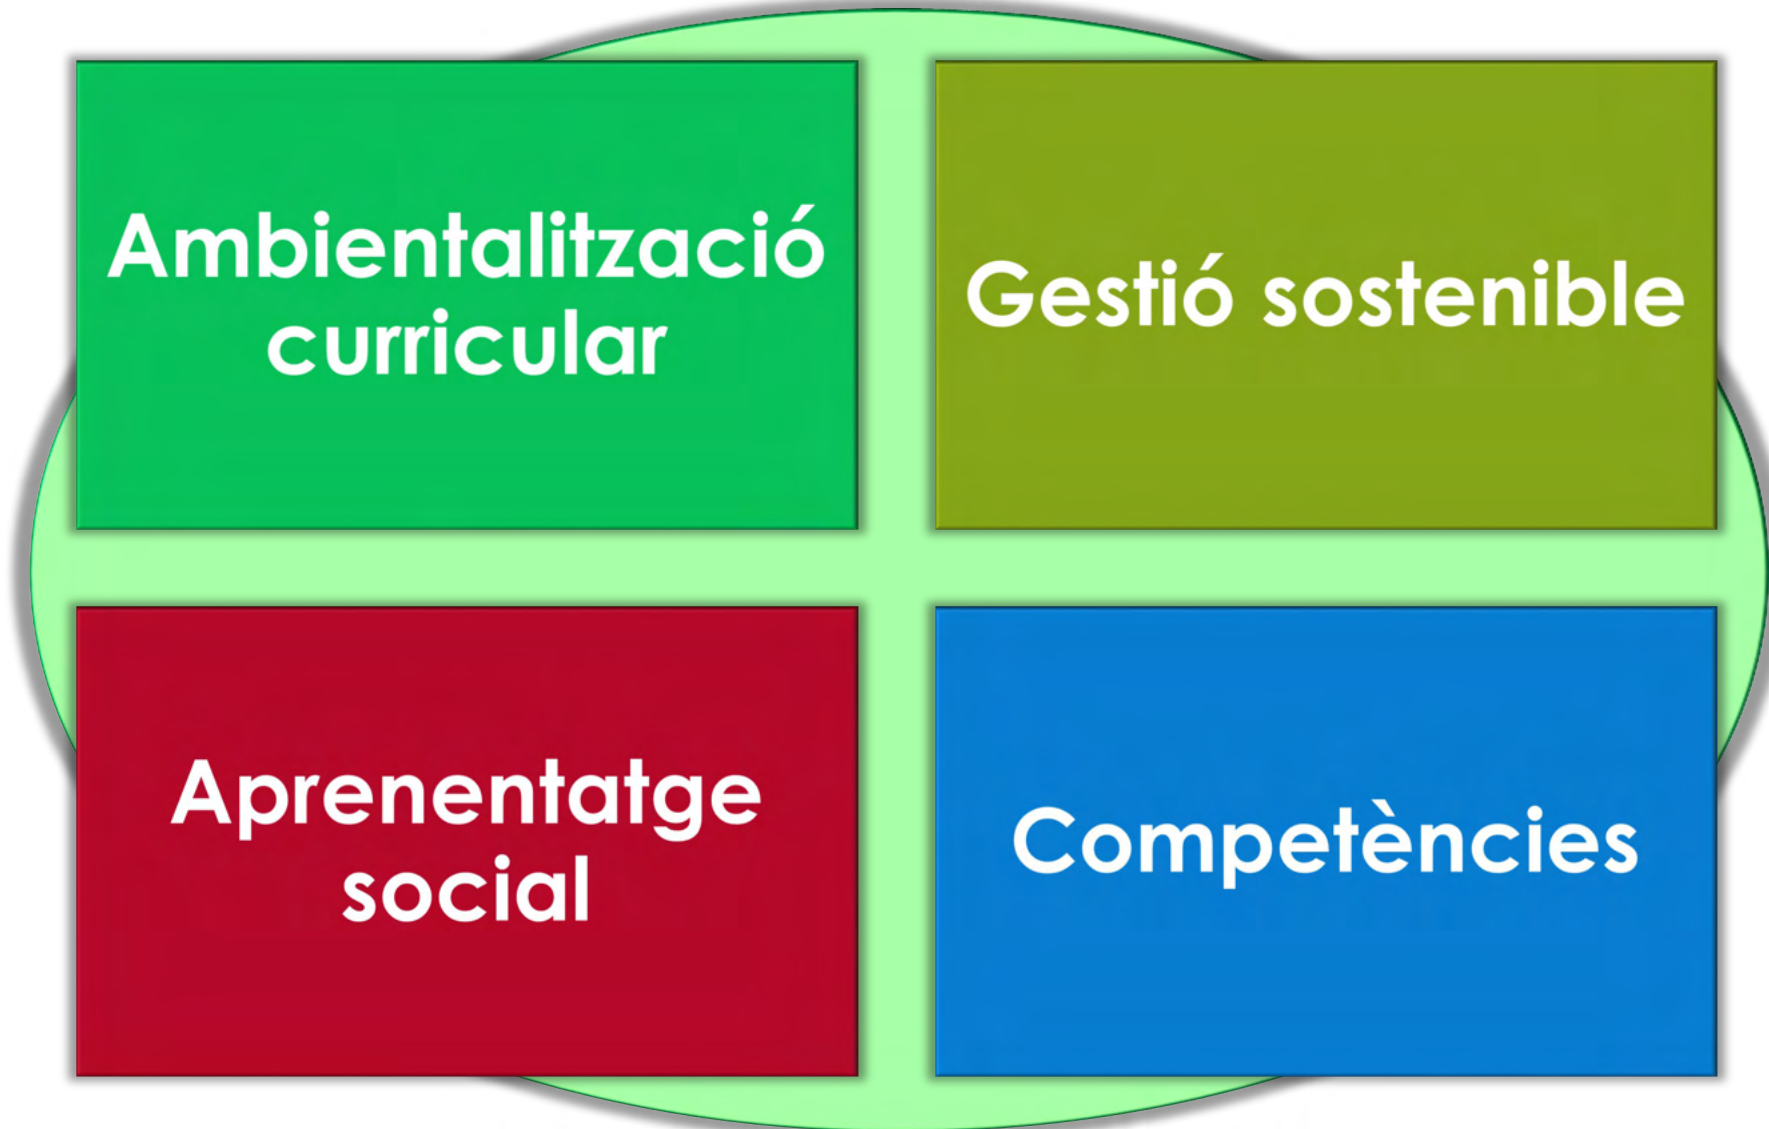 Ambientalització
curricular
Gestió sostenible
Aprenentatge
social
Competències